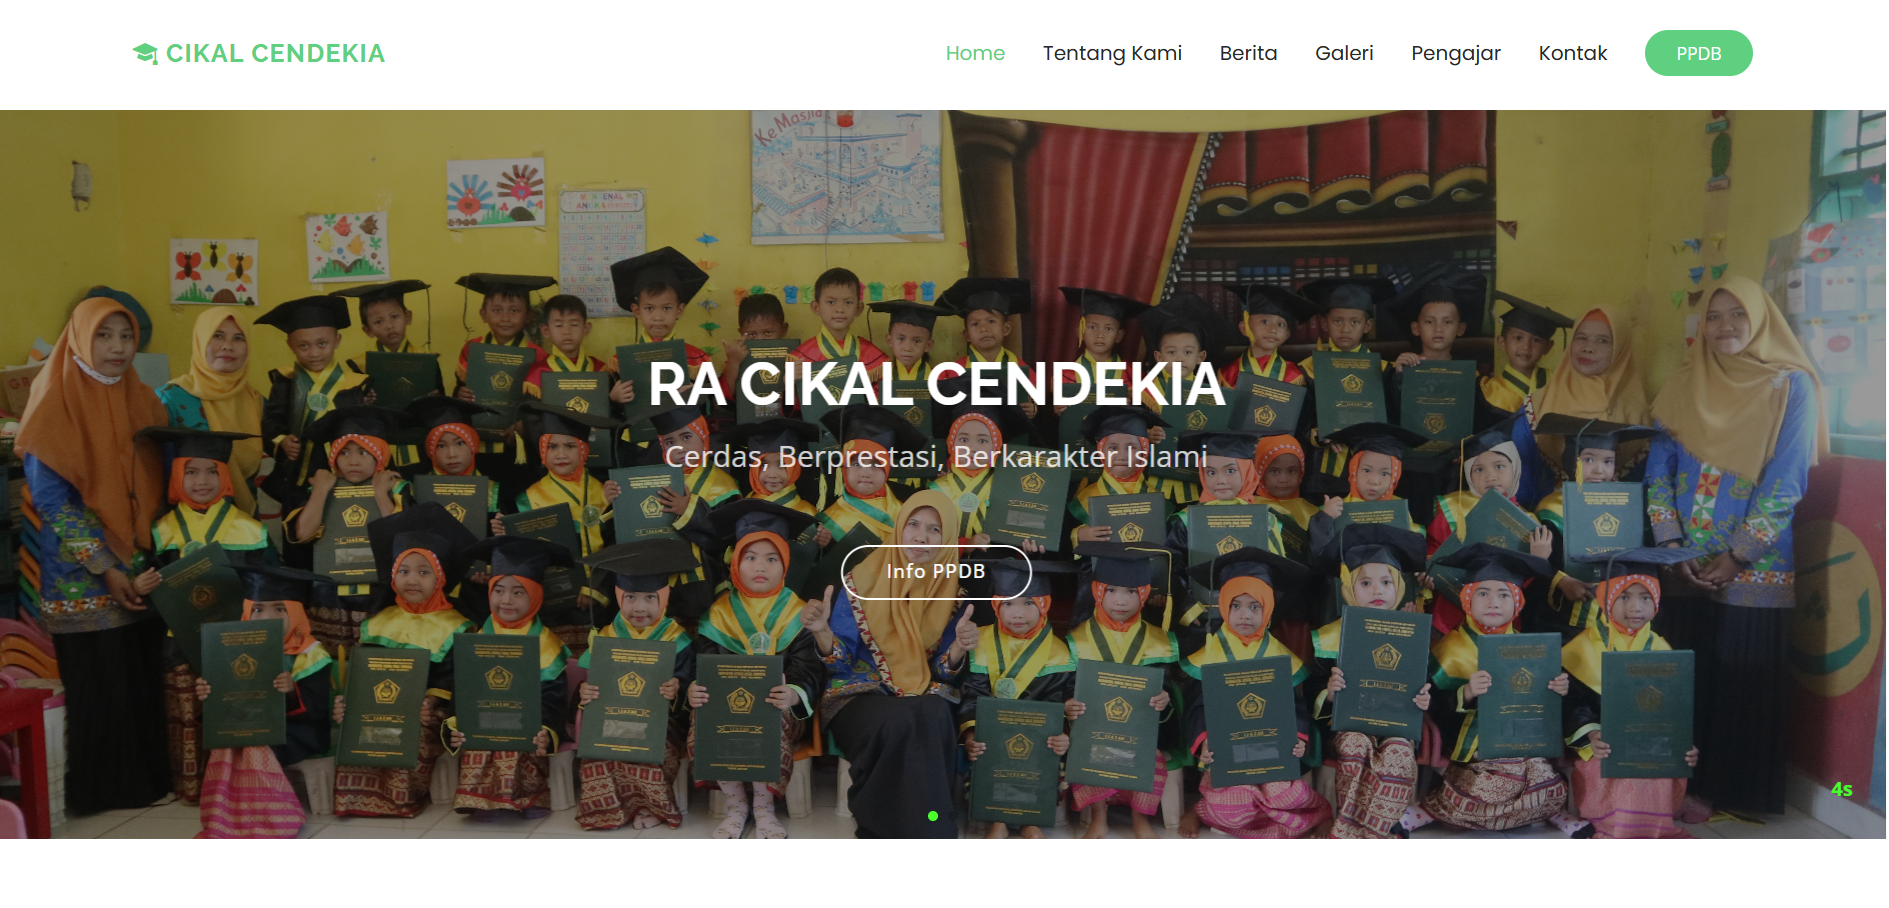 CIKAL CENDEKIA
Home Tentang Kami Berita Galeri Pengajar Kontak PPDB
Ke Masjid
RA CIKAL CENDEKIA
Cerdas, Berprestasi, Berkarakter Islami
Info PPDB
4s